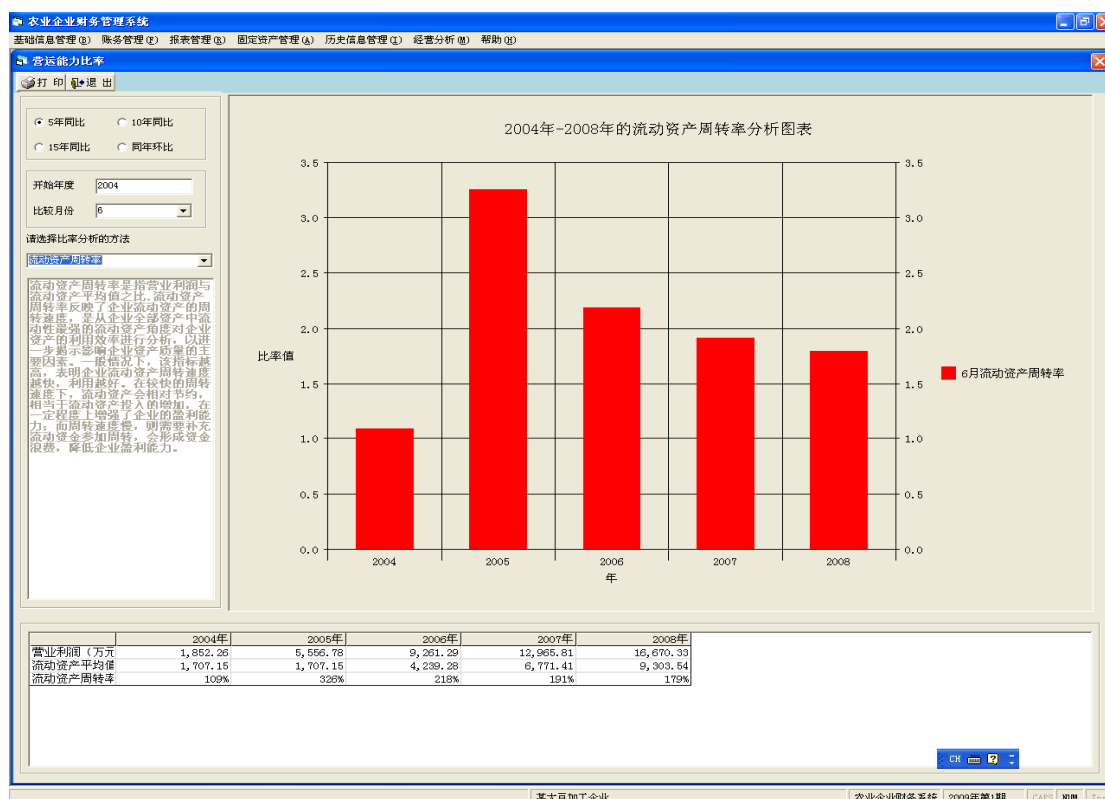 农业企业财务管理系统
基础信息管理(B) 账务管理(F) 报表管理(R) 固定资产管理(A) 历史信息管理(I) 经营分析(M) 帮助(H)
营运能力比率
打 印 退 出
5年同比 10年同比
15年同比 同年环比
开始年度 2004
比较月份 6
请选择比率分析的方法
流动资产周转率
流动资产周转率是指营业利润与
流动资产平均值之比.流动资产
周转率反映了企业流动资产的周
转速度，是从企业全部资产中流
动性最强的流动资产角度对企业
资产的利用效率进行分析，以进
一步揭示影响企业资产质量的主
要因素。一般情况下，该指标越
高，表明企业流动资产周转速度
越快，利用越好。在较快的周转
速度下，流动资产会相对节约，
相当于流动资产投入的增加，在
一定程度上增强了企业的盈利能
力；而周转速度慢，则需要补充
流动资金参加周转，会形成资金
浪费，降低企业盈利能力。
2004年-2008年的流动资产周转率分析图表
3.5 3.5
3.0 3.0
2.5 2.5
2.0 2.0
比率值
1.5 1.5
6月流动资产周转率
1.0 1.0
0.5 0.5
0.0 0.0
2004 2005 2006 2007 2008
年
2004年 2005年 2006年 2007年 2008年
营业利润（万元 1,852.26 5,556.78 9,261.29 12,965.81 16,670.33
流动资产平均值 1,707.15 1,707.15 4,239.28 6,771.41 9,303.54
流动资产周转率 109% 326% 218% 191% 179%
CH
某大豆加工企业 农业企业财务系统 2009年第1期 CAPS NUM